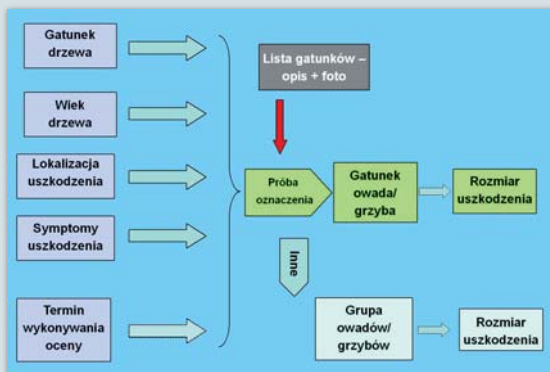 Gatunek
drzewa
Wiek
drzewa
Lokalizacja
uszkodzenia
Symptomy
uszkodzenia
Termin
wykonywania
oceny
Lista gatunków –
opis + foto
Próba
oznaczenia
Gatunek
owada/
grzyba
Rozmiar
uszkodzenia
Inne
Grupa
owadów/
grzybów
Rozmiar
uszkodzenia